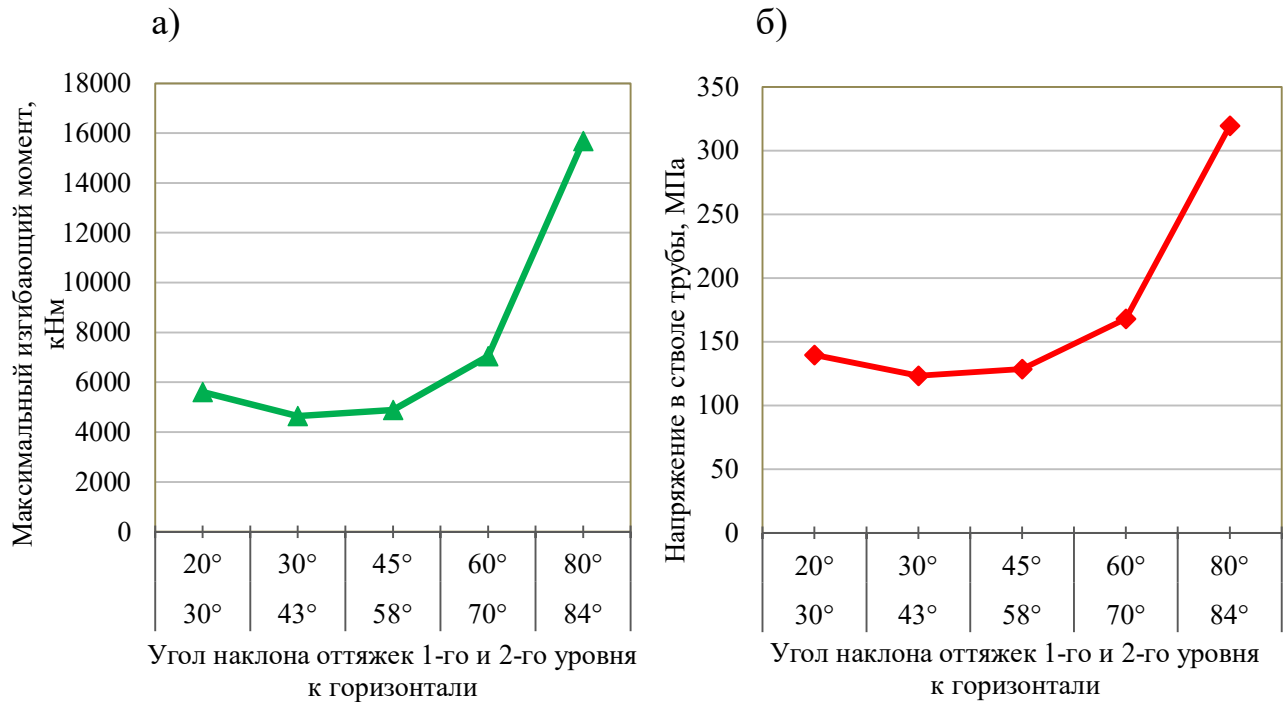 а)
Максимальный изгибающий момент,
кНм
18000
16000
14000
12000
10000
8000
6000
4000
2000
0
20° 30° 45° 60° 80°
30° 43° 58° 70° 84°
Угол наклона оттяжек 1-го и 2-го уровня
к горизонтали
б)
Напряжение в стволе трубы, МПа
350
300
250
200
150
100
50
0
20° 30° 45° 60° 80°
30° 43° 58° 70° 84°
Угол наклона оттяжек 1-го и 2-го уровня
к горизонтали